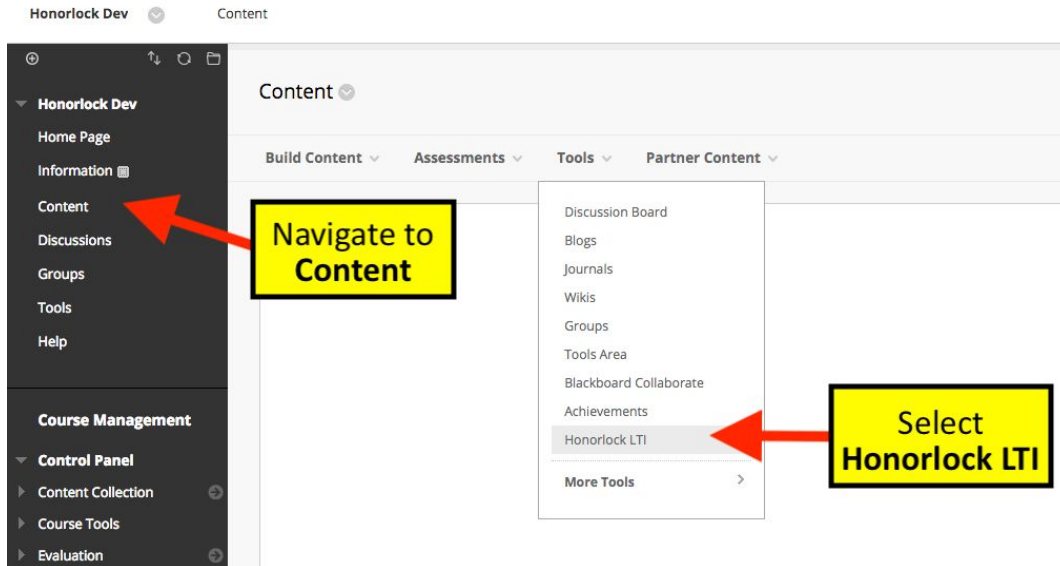 Honorlock Dev
Content
Honorlock Dev
Home Page
Information
Content
Discussions
Groups
Tools
Help
Course Management
Control Panel
Content Collection
Course Tools
Evaluation
Content
Build Content
Assessments
Tools
Partner Content
Discussion Board
Blogs
Journals
Wikis
Groups
Tools Area
Blackboard Collaborate
Achievements
Honorlock LTI
More Tools
Navigate to
Content
Select
Honorlock LTI